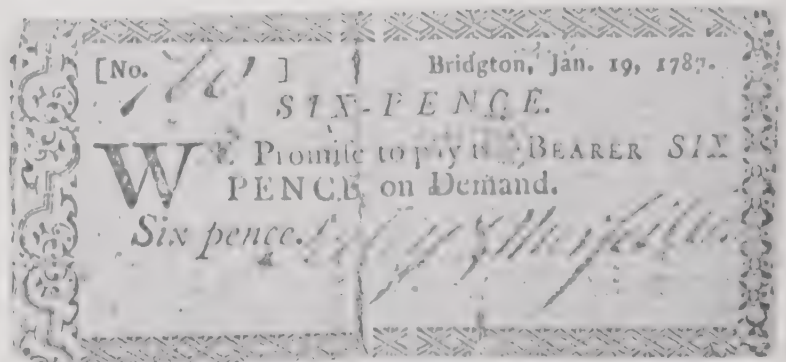 [No. ] Bridgton, Jan. 19, 1787.
SIX-PENCE.
WE Promiſe to pay the BEARER SIX
PENCE on Demand.
Six pence.